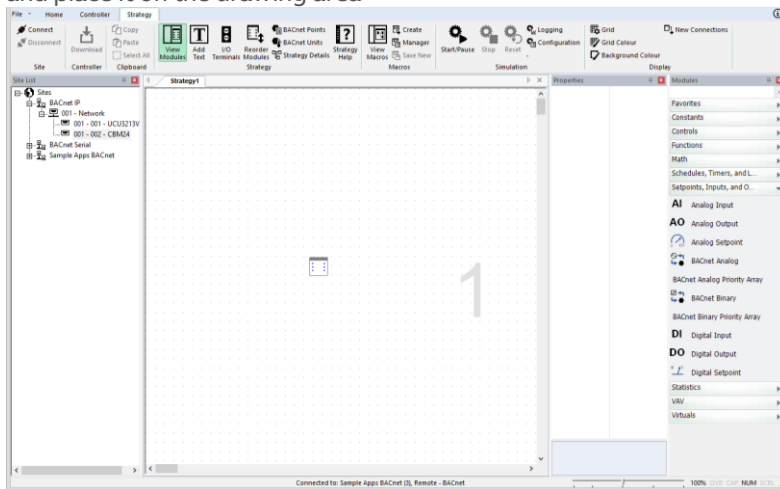 and place it on the drawing area
File Home Controller Strategy
Connect
Disconnect
Site
Download
Controller
Copy
Paste
Select All
Clipboard
View Modules
Add Text
I/O Terminals
Reorder Modules
BACnet Points
BACnet Units
Strategy Details
Strategy Help
Strategy
View Macros
Create
Manager
Save New
Macros
Start/Pause
Stop
Reset
Logging
Configuration
Simulation
Grid
Grid Colour
Background Colour
New Connections
Display
Site List
Sites
BACnet IP
001 - Network
001 - 001 - UCU3213V
001 - 002 - CBM24
BACnet Serial
Sample Apps BACnet
Strategy1
1
Properties
Modules
Favorites
Constants
Controls
Functions
Math
Schedules, Timers, and L...
Setpoints, Inputs, and O...
AI Analog Input
AO Analog Output
Analog Setpoint
BACnet Analog
BACnet Analog Priority Array
BACnet Binary
BACnet Binary Priority Array
DI Digital Input
DO Digital Output
Digital Setpoint
Statistics
VAV
Virtuals
Connected to: Sample Apps BACnet (3), Remote - BACnet
100% OVR CAP NUM SCRL